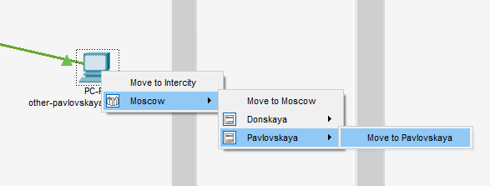 PC-
other-pavlovskaya
Move to Intercity
Moscow
Move to Moscow
Donskaya
Pavlovskaya
Move to Pavlovskaya